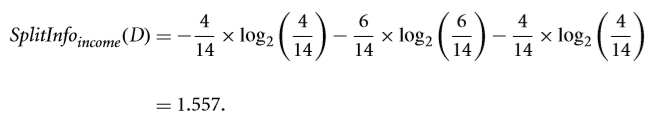 SplitInfo_income(D) = −4/14 × log₂(4/14) − 6/14 × log₂(6/14) − 4/14 × log₂(4/14)
= 1.557.